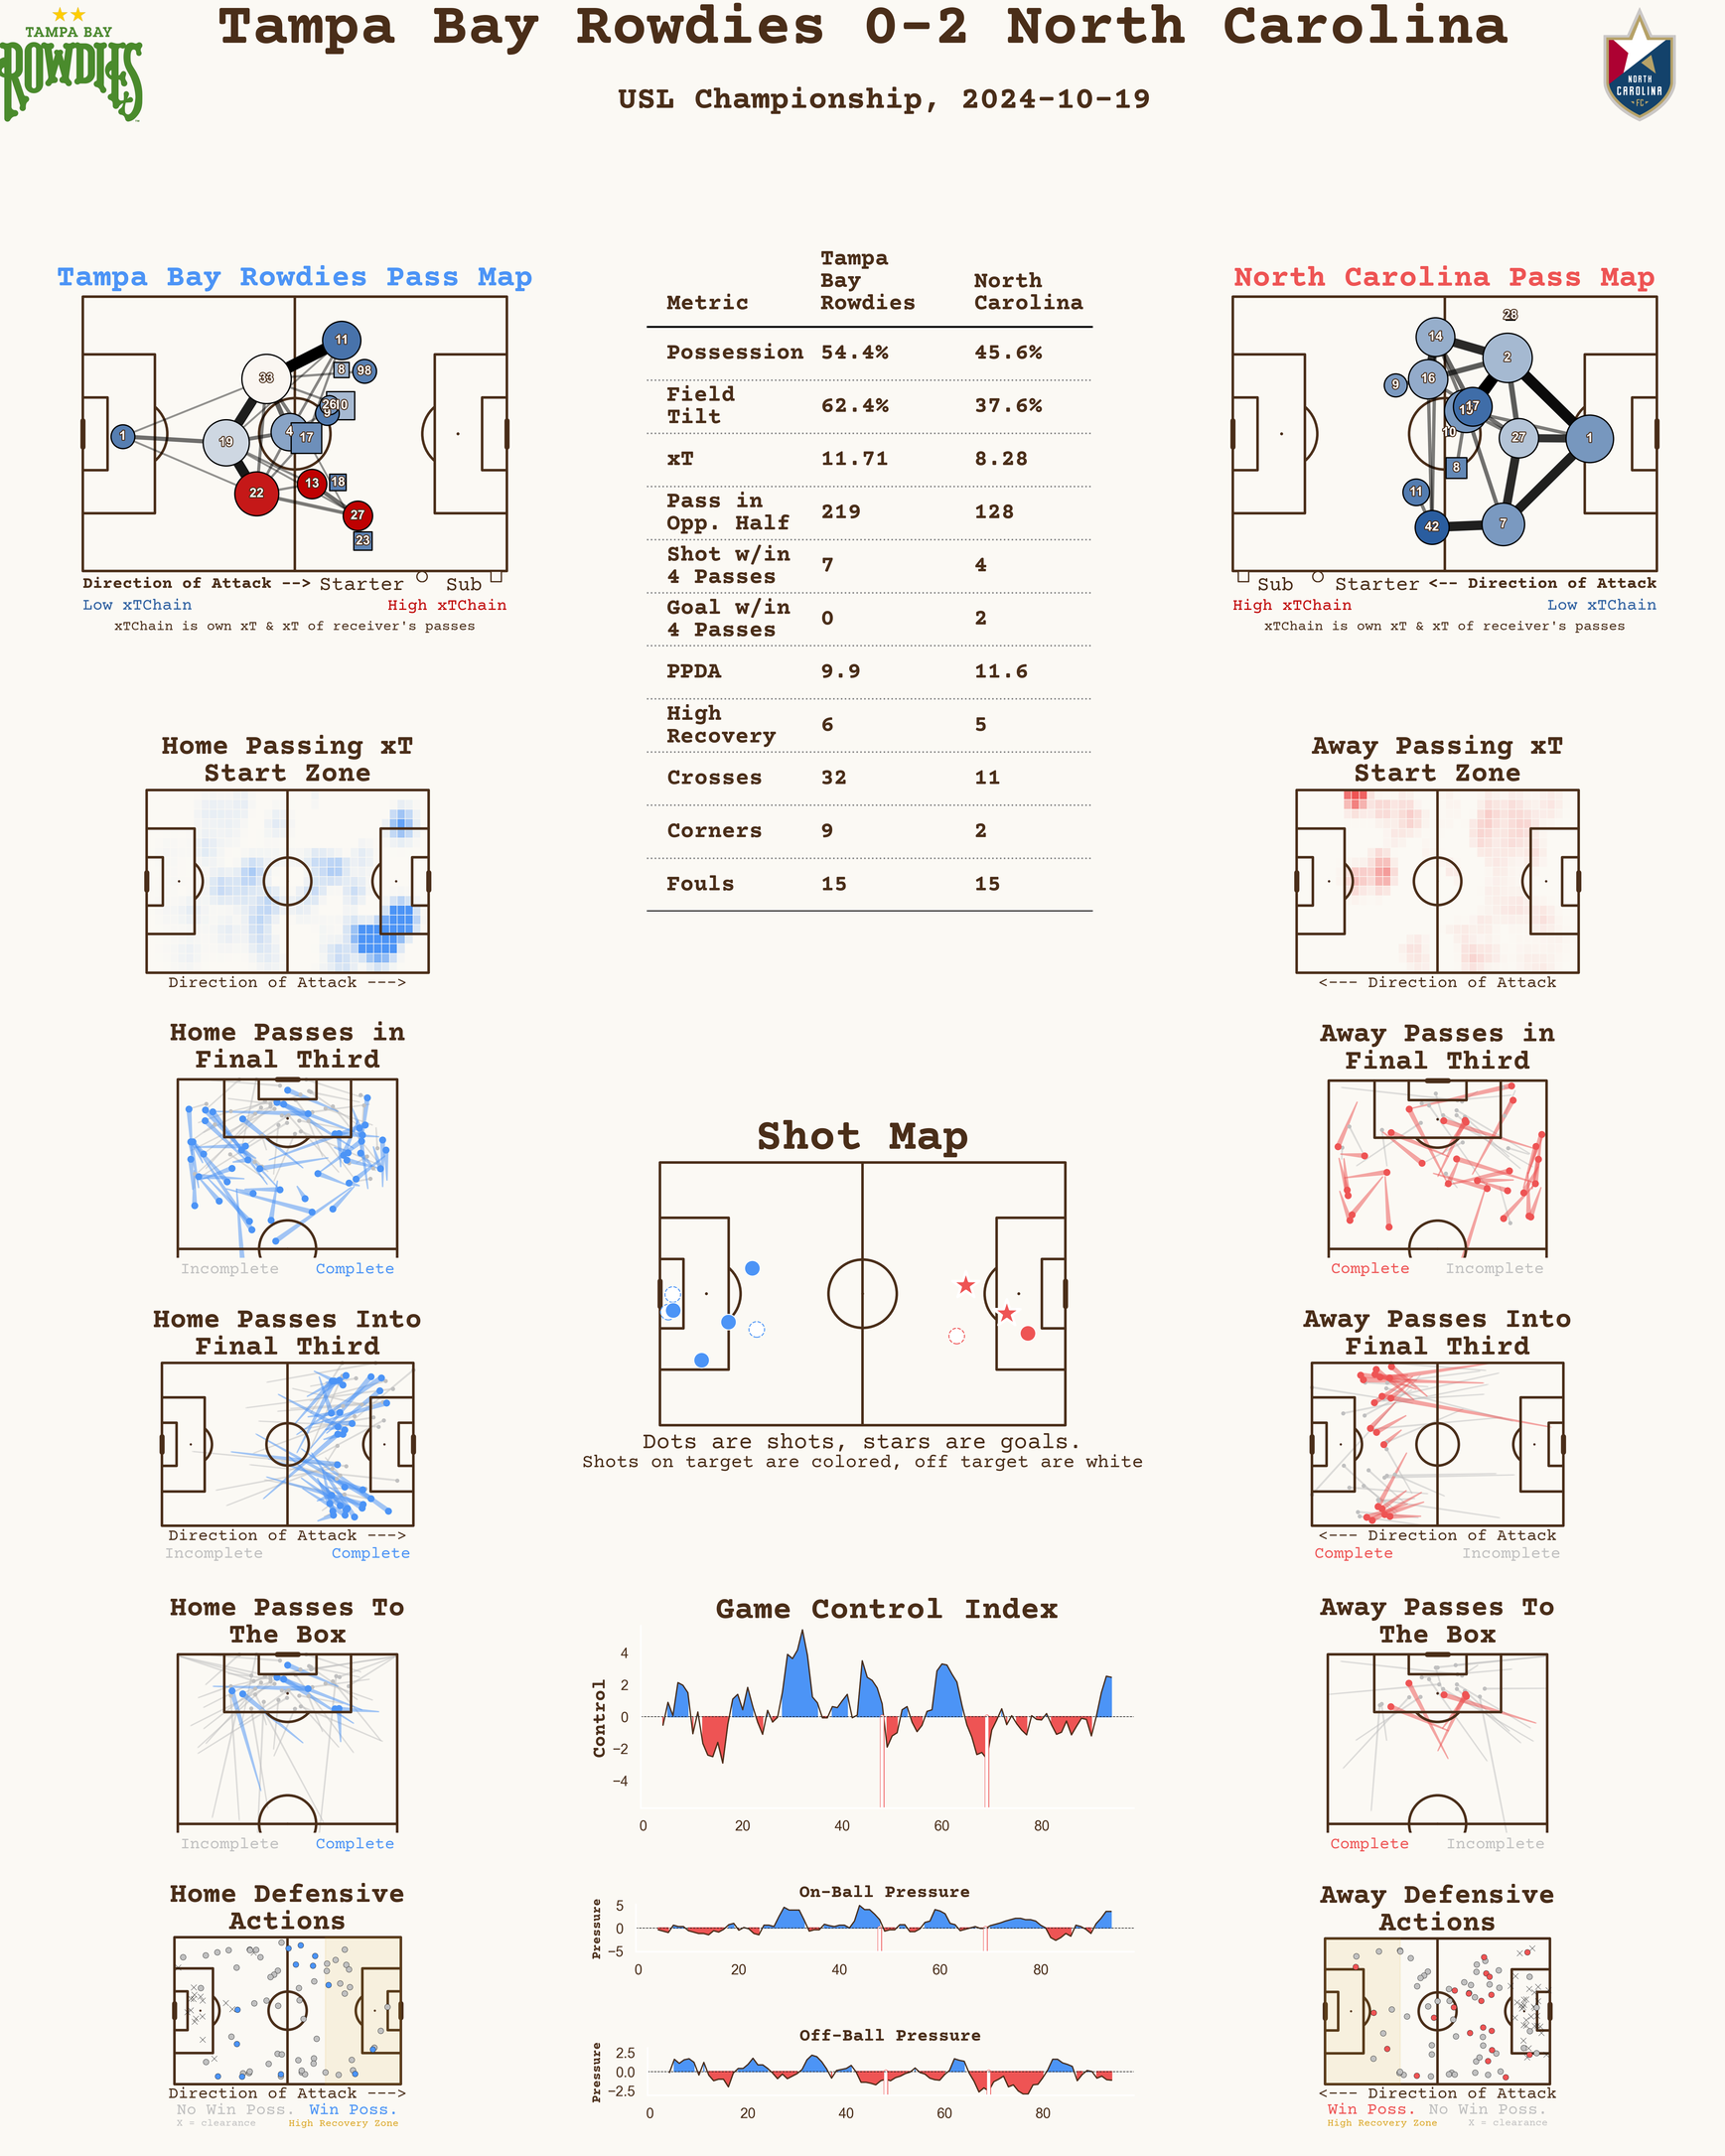 Tampa Bay Rowdies 0-2 North Carolina
USL Championship, 2024-10-19
TAMPA BAY
ROWDIES
NORTH
CAROLINA
FC
Tampa Bay Rowdies Pass Map
11
33
8
98
26
10
9
1
19
4
17
22
13
18
27
23
Direction of Attack --> Starter Sub
Low xTChain High xTChain
xTChain is own xT & xT of receiver's passes
Metric Tampa Bay Rowdies North Carolina
Possession 54.4% 45.6%
Field Tilt 62.4% 37.6%
xT 11.71 8.28
Pass in Opp. Half 219 128
Shot w/in 4 Passes 7 4
Goal w/in 4 Passes 0 2
PPDA 9.9 11.6
High Recovery 6 5
Crosses 32 11
Corners 9 2
Fouls 15 15
North Carolina Pass Map
28
14
2
16
9
17
10
27
1
8
11
42
7
Sub Starter <-- Direction of Attack
High xTChain Low xTChain
xTChain is own xT & xT of receiver's passes
Home Passing xT
Start Zone
Direction of Attack --->
Away Passing xT
Start Zone
<--- Direction of Attack
Home Passes in
Final Third
Incomplete Complete
Away Passes in
Final Third
Complete Incomplete
Shot Map
Dots are shots, stars are goals.
Shots on target are colored, off target are white
Home Passes Into
Final Third
Direction of Attack --->
Incomplete Complete
Away Passes Into
Final Third
<--- Direction of Attack
Complete Incomplete
Home Passes To
The Box
Incomplete Complete
Game Control Index
Control
4
2
0
−2
−4
0 20 40 60 80
Away Passes To
The Box
Complete Incomplete
Home Defensive
Actions
Direction of Attack --->
No Win Poss. Win Poss.
X = clearance High Recovery Zone
On-Ball Pressure
Pressure
5
0
−5
0 20 40 60 80
Off-Ball Pressure
Pressure
2.5
0.0
−2.5
0 20 40 60 80
Away Defensive
Actions
<--- Direction of Attack
Win Poss. No Win Poss.
High Recovery Zone X = clearance